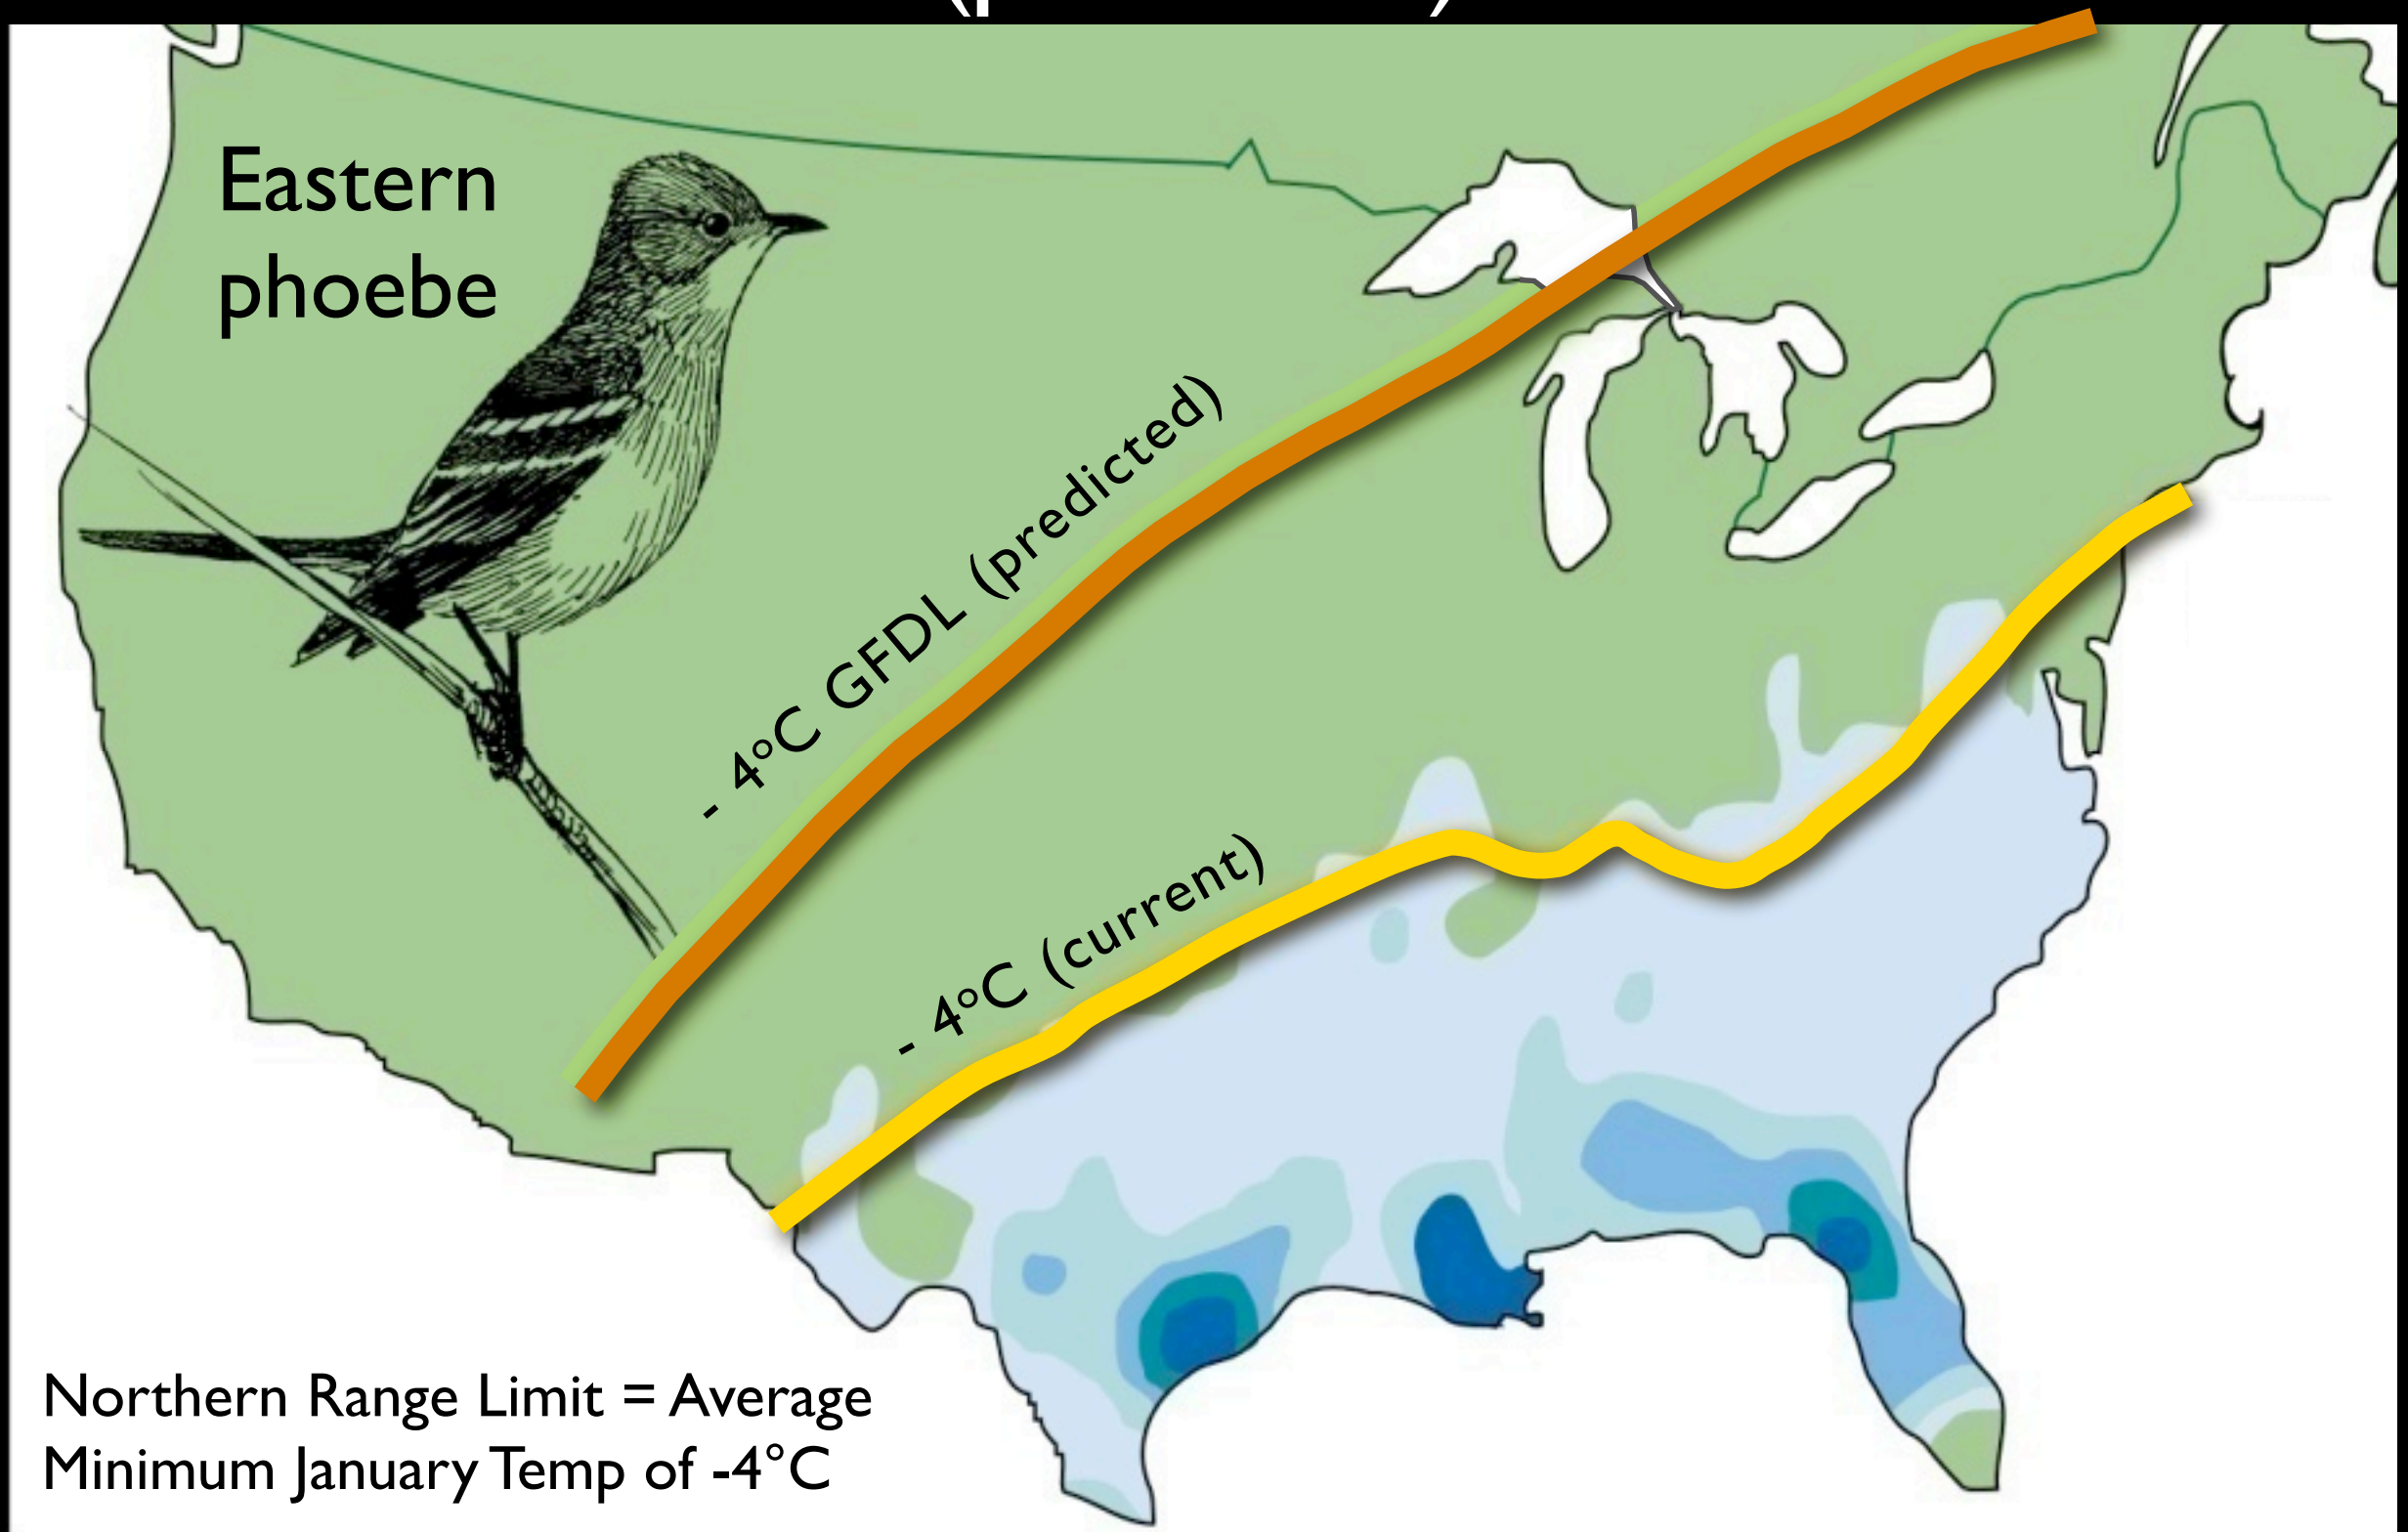 Eastern
phoebe
- 4°C GFDL (predicted)
- 4°C (current)
Northern Range Limit = Average
Minimum January Temp of -4°C